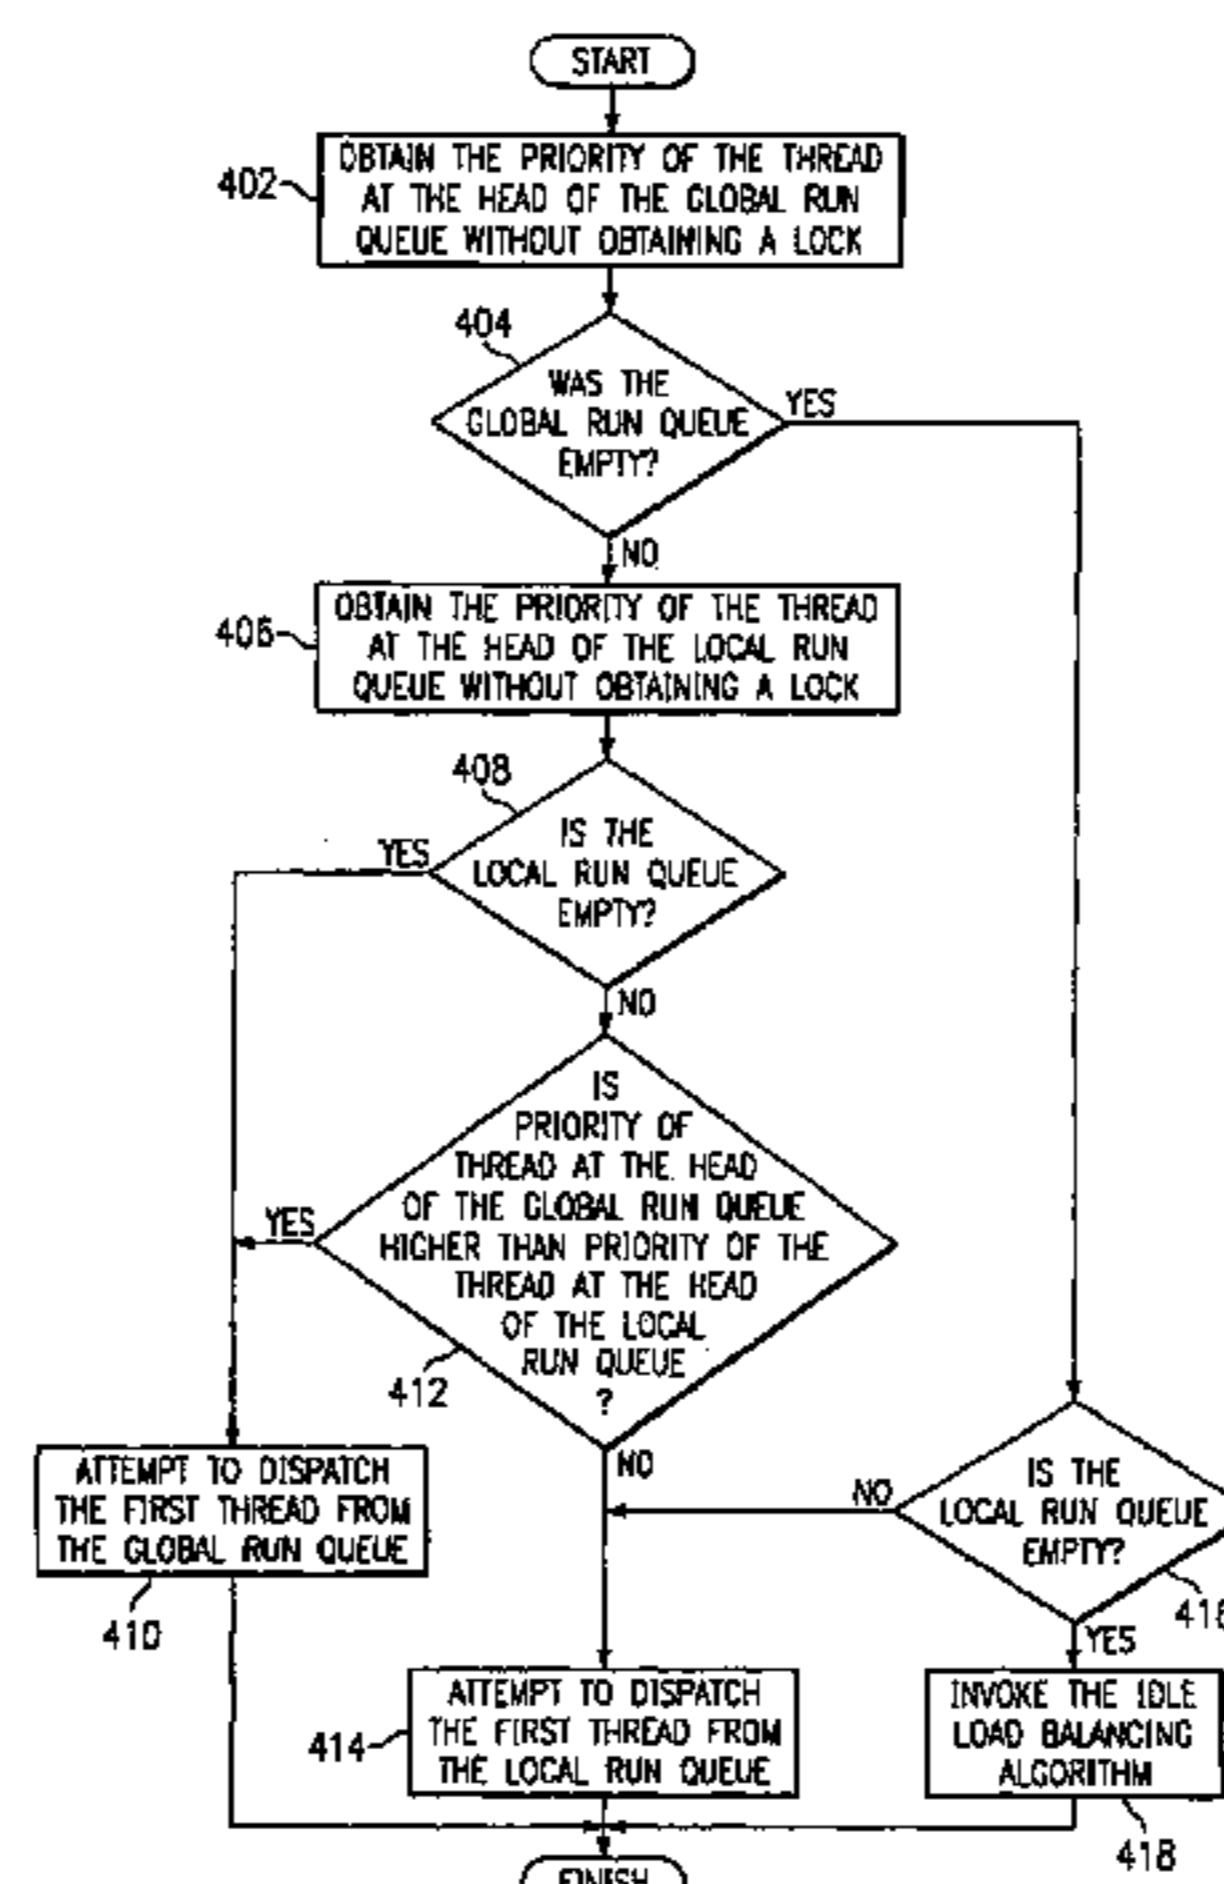 START
402
OBTAIN THE PRIORITY OF THE THREAD
AT THE HEAD OF THE GLOBAL RUN
QUEUE WITHOUT OBTAINING A LOCK
404
WAS THE
GLOBAL RUN QUEUE
EMPTY?
YES
NO
406
OBTAIN THE PRIORITY OF THE THREAD
AT THE HEAD OF THE LOCAL RUN
QUEUE WITHOUT OBTAINING A LOCK
408
IS THE
LOCAL RUN QUEUE
EMPTY?
YES
NO
IS
PRIORITY OF
THREAD AT THE HEAD
OF THE GLOBAL RUN QUEUE
HIGHER THAN PRIORITY OF THE
THREAD AT THE HEAD
OF THE LOCAL
RUN QUEUE
?
YES
412
NO
ATTEMPT TO DISPATCH
THE FIRST THREAD FROM
THE GLOBAL RUN QUEUE
410
IS THE
LOCAL RUN QUEUE
EMPTY?
NO
416
YES
414
ATTEMPT TO DISPATCH
THE FIRST THREAD FROM
THE LOCAL RUN QUEUE
INVOKE THE IDLE
LOAD BALANCING
ALGORITHM
418
FINISH